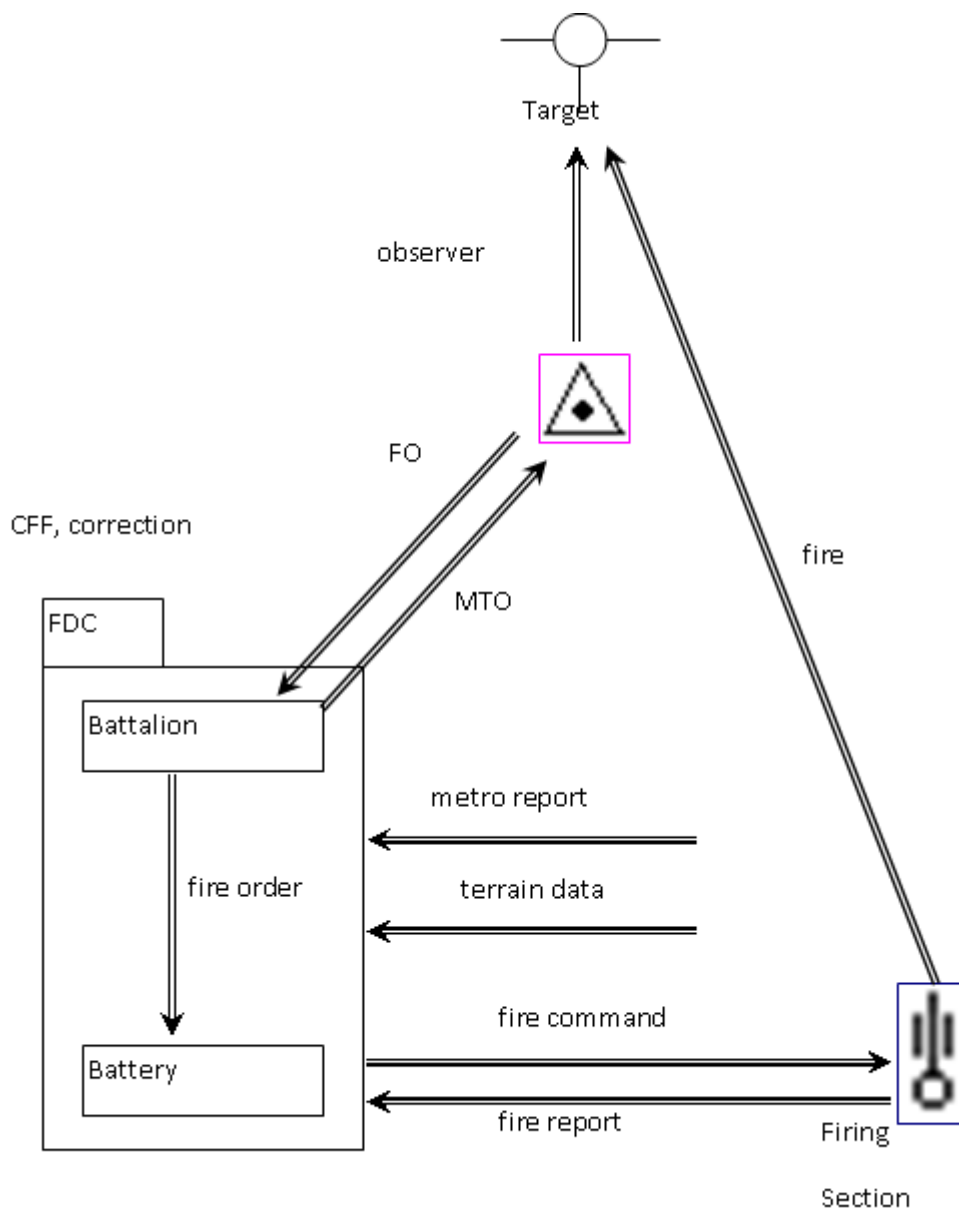 Target
observer
FO
CFF, correction
fire
MTO
FDC
Battalion
metro report
fire order
terrain data
fire command
Battery
fire report
Firing
Section